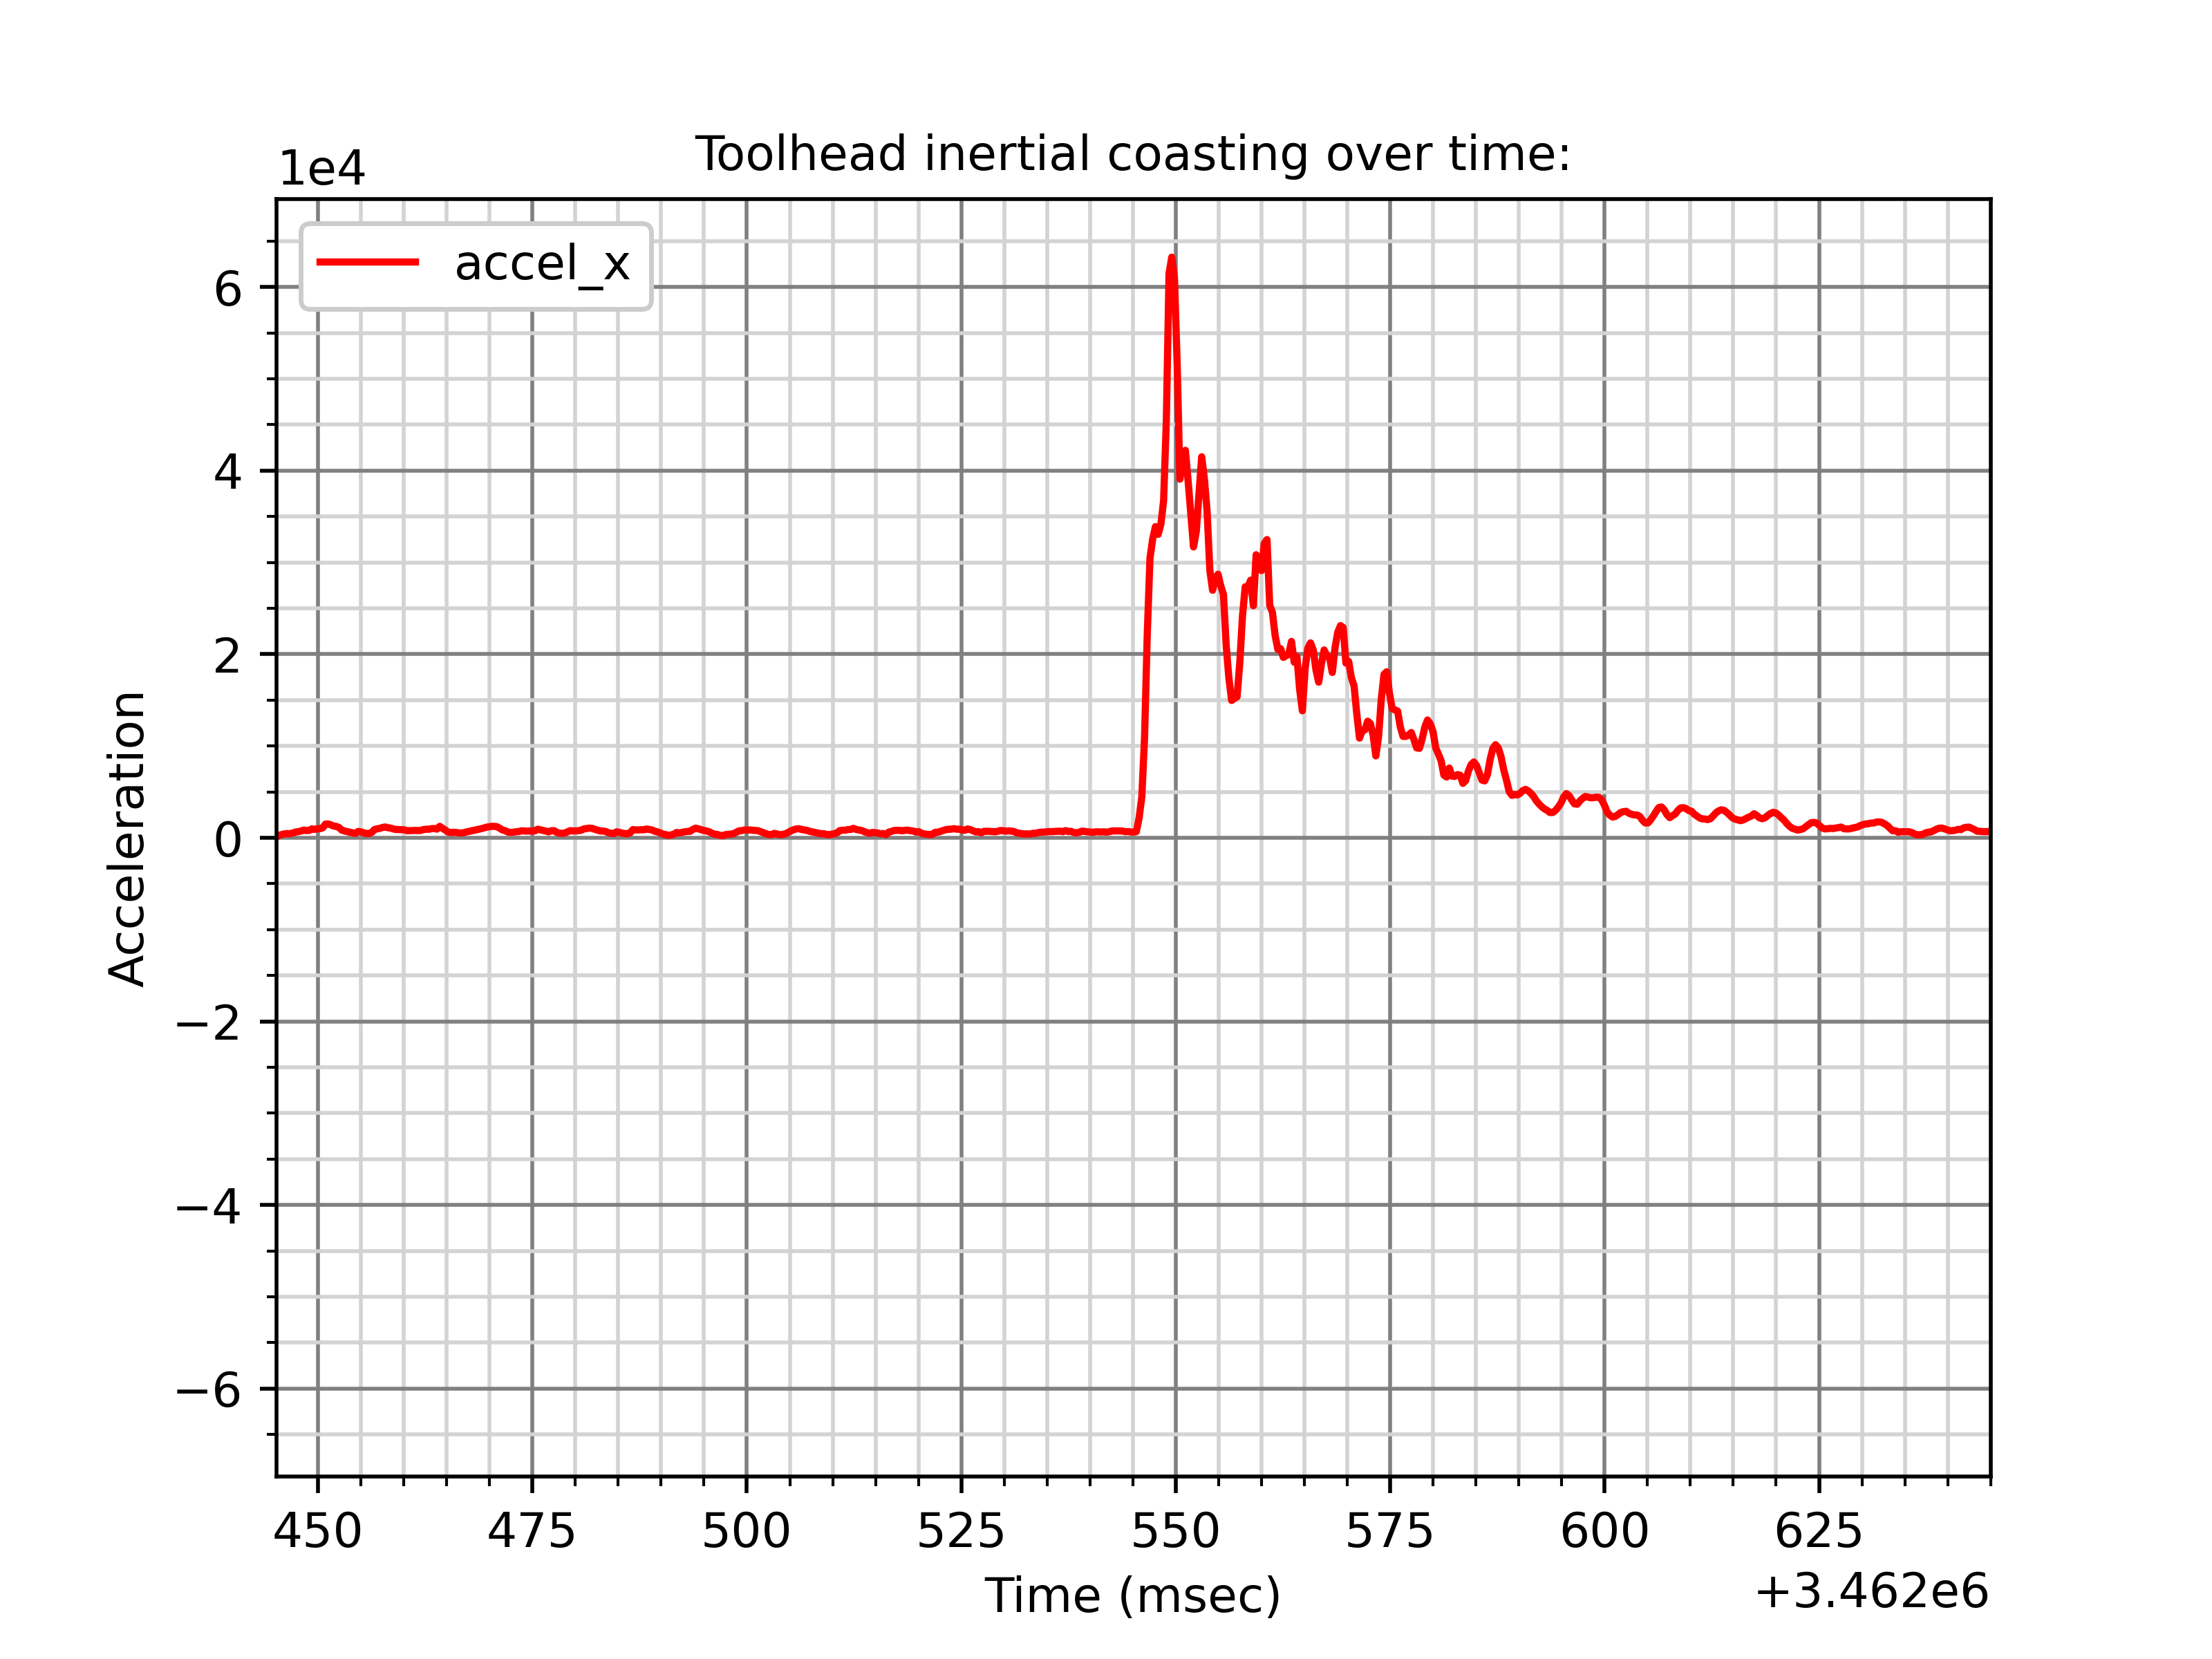 Toolhead inertial coasting over time:
1e4
accel_x
6
4
2
0
−2
−4
−6
Acceleration
450 475 500 525 550 575 600 625
Time (msec)
+3.462e6